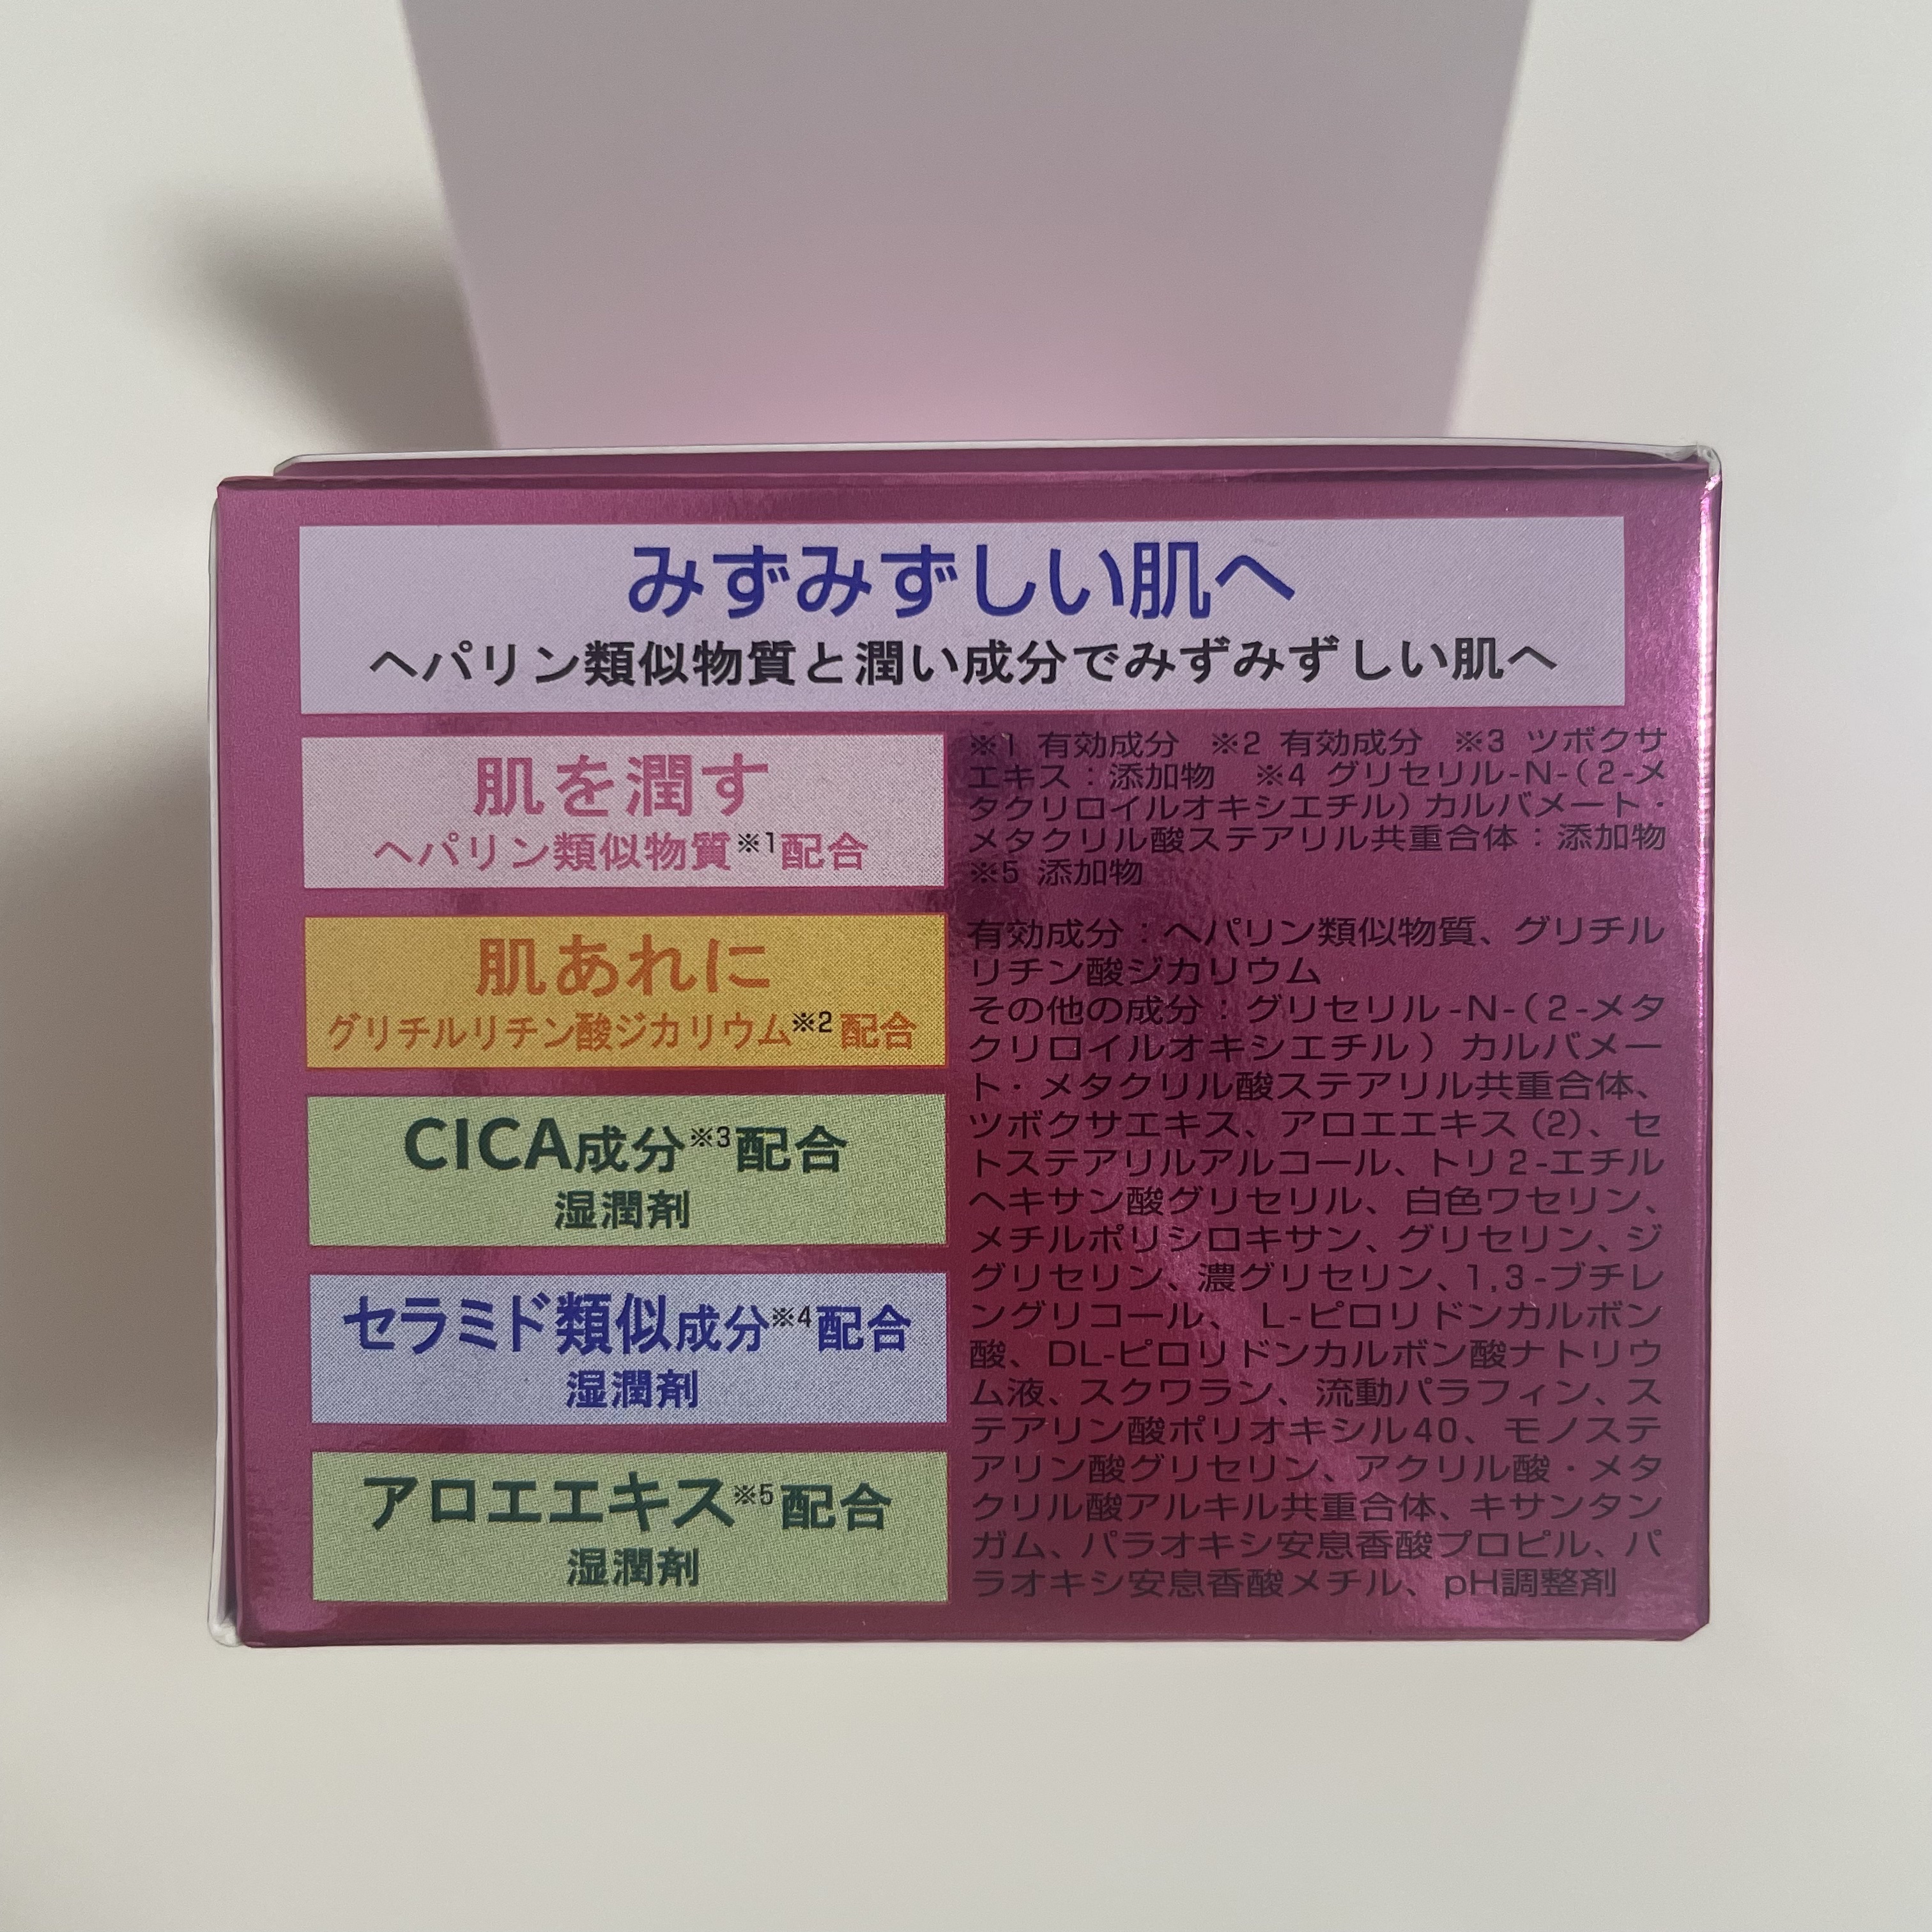 みずみずしい肌へ
ヘパリン類似物質と潤い成分でみずみずしい肌へ
肌を潤す
ヘパリン類似物質※1配合
肌あれに
グリチルリチン酸ジカリウム※2配合
CICA成分※3配合
湿潤剤
セラミド類似成分※4配合
湿潤剤
アロエエキス※5配合
湿潤剤
※1 有効成分 ※2 有効成分 ※3 ツボクサ
エキス：添加物 ※4 グリセリル-N-(2-メ
タクリロイルオキシエチル)カルバメート・
メタクリル酸ステアリル共重合体：添加物
※5 添加物
有効成分：ヘパリン類似物質、グリチル
リチン酸ジカリウム
その他の成分：グリセリル-N-(2-メタ
クリロイルオキシエチル)カルバメー
ト・メタクリル酸ステアリル共重合体、
ツボクサエキス、アロエエキス(2)、セ
トステアリルアルコール、トリ2-エチル
ヘキサン酸グリセリル、白色ワセリン、
メチルポリシロキサン、グリセリン、ジ
グリセリン、濃グリセリン、1,3-ブチレ
ングリコール、L-ピロリドンカルボン
酸、DL-ピロリドンカルボン酸ナトリウ
ム液、スクワラン、流動パラフィン、ス
テアリン酸ポリオキシル40、モノステ
アリン酸グリセリン、アクリル酸・メタ
クリル酸アルキル共重合体、キサンタン
ガム、パラオキシ安息香酸プロピル、パ
ラオキシ安息香酸メチル、pH調整剤